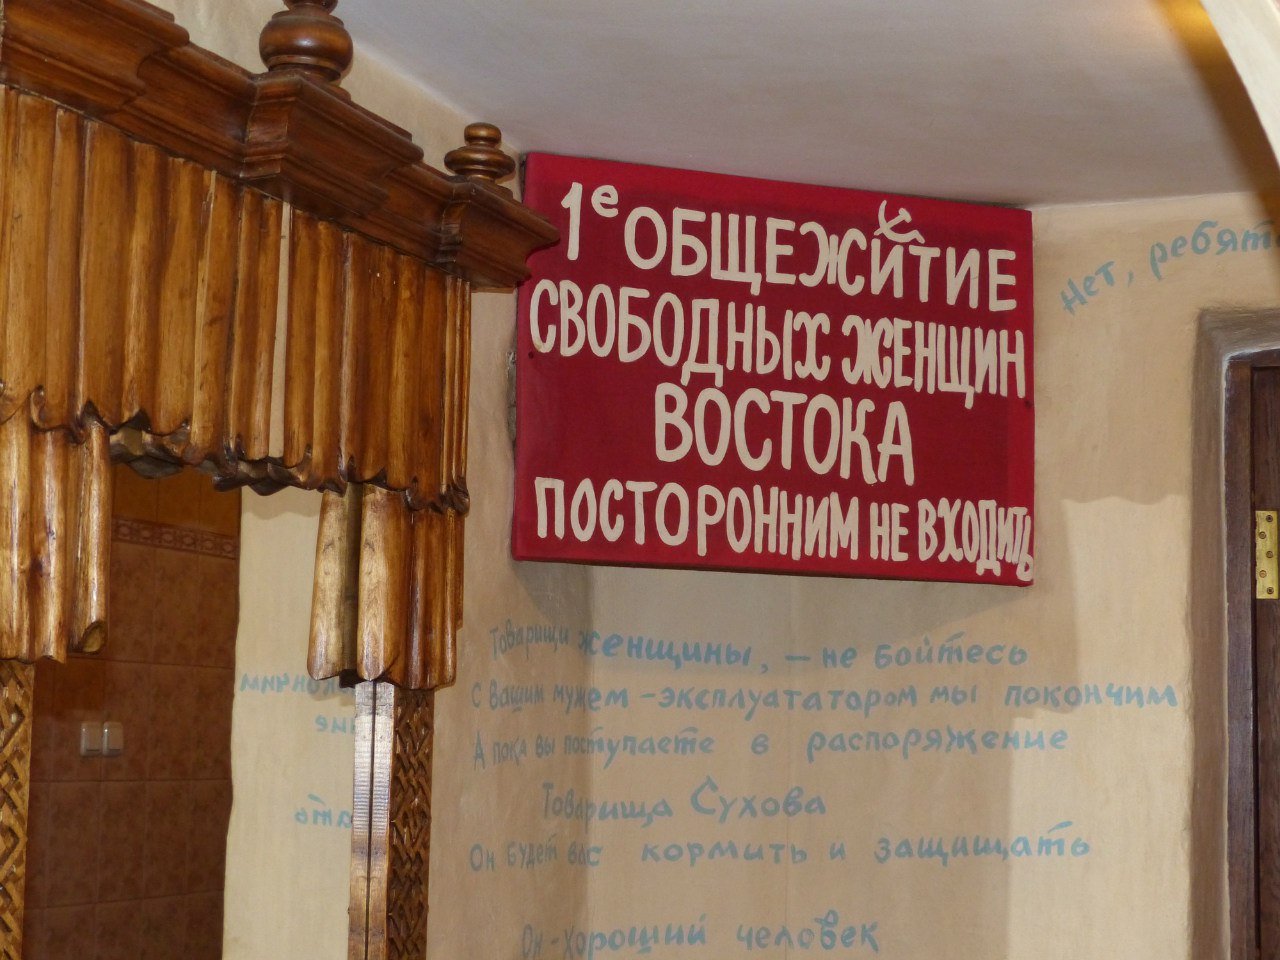 1е ОБЩЕЖИТИЕ
СВОБОДНЫХ ЖЕНЩИН
ВОСТОКА
ПОСТОРОННИМ НЕ ВХОДИТЬ
Нет, ребят
Товарищи женщины, – не бойтесь
с вашим мужем – эксплуататором мы покончим
А пока вы поступаете в распоряжение
Товарища Сухова
Он будет вас кормить и защищать
Он – хороший человек